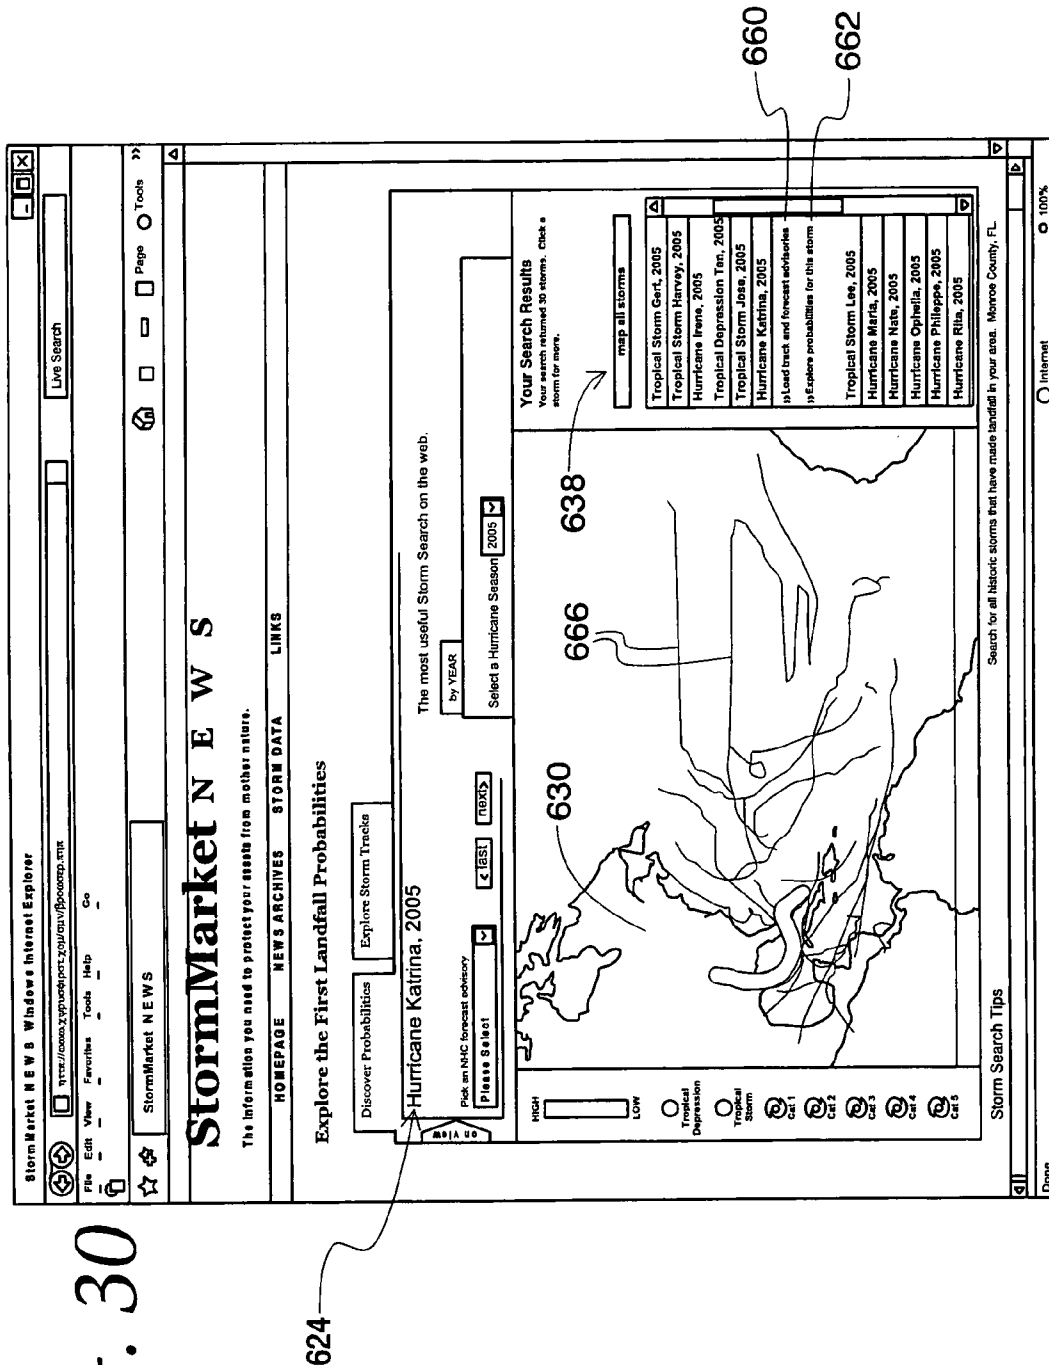 StormMarket NEWS Windows Internet Explorer
Live Search
File Edit View Favorites Tools Help Go
StormMarket NEWS
Page Tools »
StormMarket NEWS
The information you need to protect your assets from mother nature.
HOMEPAGE NEWS ARCHIVES STORM DATA LINKS
Explore the First Landfall Probabilities
Discover Probabilities Explore Storm Tracks
on view
Hurricane Katrina, 2005
The most useful Storm Search on the web.
by YEAR
Pick an NHC forecast advisory
Please Select
< last next>
Select a Hurricane Season 2005
HIGH
LOW
Tropical Depression
Tropical Storm
Cat 1
Cat 2
Cat 3
Cat 4
Cat 5
Your Search Results
Your search returned 30 storms. Click a
storm for more.
map all storms
Tropical Storm Gert, 2005
Tropical Storm Harvey, 2005
Hurricane Irene, 2005
Tropical Depression Ten, 2005
Tropical Storm Jose, 2005
Hurricane Katrina, 2005
»Load track and forecast advisories
»Explore probabilities for this storm
Tropical Storm Lee, 2005
Hurricane Maria, 2005
Hurricane Nate, 2005
Hurricane Ophelia, 2005
Hurricane Phileppe, 2005
Hurricane Rita, 2005
Storm Search Tips
Search for all historic storms that have made landfall in your area. Monroe County, FL.
Done
Internet
100%
624
630
666
638
660
662
30